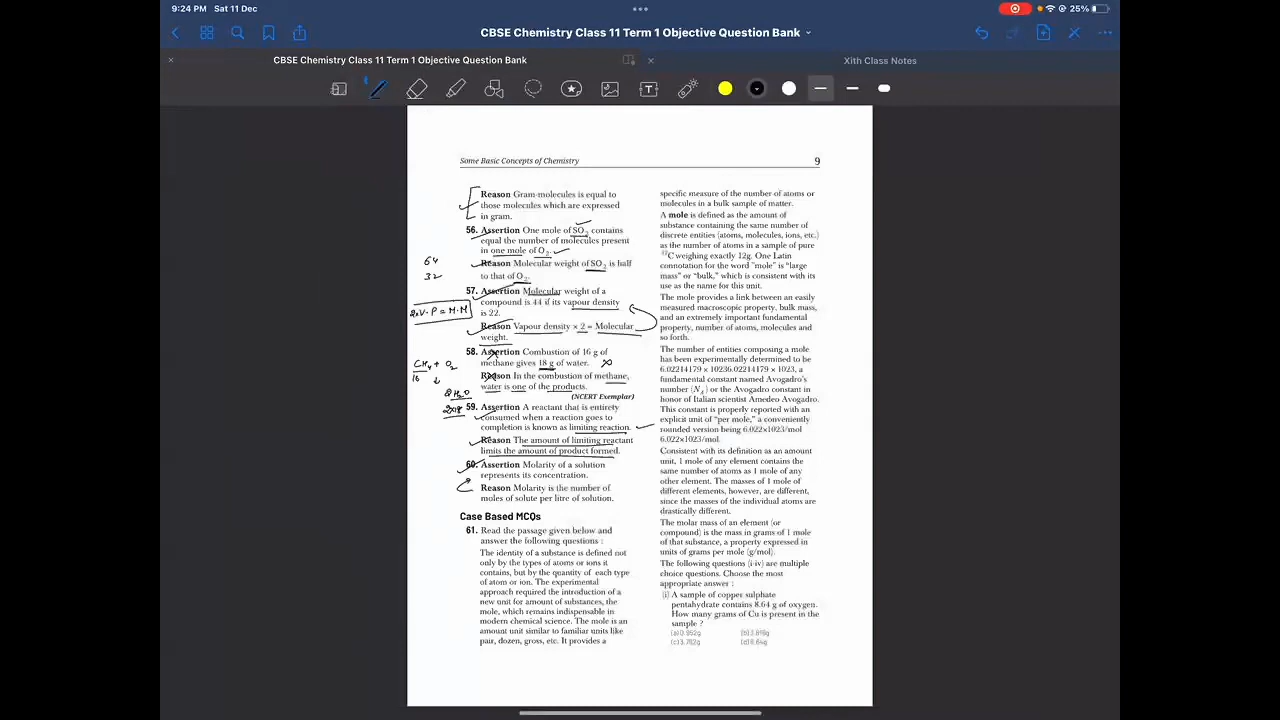 9:24 PM Sat 11 Dec
25%
CBSE Chemistry Class 11 Term 1 Objective Question Bank
CBSE Chemistry Class 11 Term 1 Objective Question Bank
Xith Class Notes
Some Basic Concepts of Chemistry 9
Reason Gram-molecules is equal to
those molecules which are expressed
in gram.
56. Assertion One mole of SO2 contains
equal the number of molecules present
in one mole of O2.
64
32
Reason Molecular weight of SO2 is half
to that of O2.
57. Assertion Molecular weight of a
compound is 44 if its vapour density
is 22.
2xV.P = M.M
Reason Vapour density × 2 = Molecular
weight.
58. Assertion Combustion of 16 g of
methane gives 18 g of water.
CH4 + O2
16
Reason In the combustion of methane,
water is one of the products.
(NCERT Exemplar)
2H2O
2x18
59. Assertion A reactant that is entirely
consumed when a reaction goes to
completion is known as limiting reaction.
Reason The amount of limiting reactant
limits the amount of product formed.
60. Assertion Molarity of a solution
represents its concentration.
Reason Molarity is the number of
moles of solute per litre of solution.
Case Based MCQs
61. Read the passage given below and
answer the following questions :
The identity of a substance is defined not
only by the types of atoms or ions it
contains, but by the quantity of each type
of atom or ion. The experimental
approach required the introduction of a
new unit for amount of substances, the
mole, which remains indispensable in
modern chemical science. The mole is an
amount unit similar to familiar units like
pair, dozen, gross, etc. It provides a
specific measure of the number of atoms or
molecules in a bulk sample of matter.
A mole is defined as the amount of
substance containing the same number of
discrete entities (atoms, molecules, ions, etc.)
as the number of atoms in a sample of pure
12C weighing exactly 12g. One Latin
connotation for the word "mole" is "large
mass" or "bulk," which is consistent with its
use as the name for this unit.
The mole provides a link between an easily
measured macroscopic property, bulk mass,
and an extremely important fundamental
property, number of atoms, molecules and
so forth.
The number of entities composing a mole
has been experimentally determined to be
6.02214179 × 10236.02214179 × 1023,
a fundamental constant named Avogadro's
number (NA) or the Avogadro constant in
honor of Italian scientist Amedeo Avogadro.
This constant is properly reported with an
explicit unit of "per mole," a conveniently
rounded version being 6.022×1023/mol
6.022×1023/mol.
Consistent with its definition as an amount
unit, 1 mole of any element contains the
same number of atoms as 1 mole of any
other element. The masses of 1 mole of
different elements, however, are different,
since the masses of the individual atoms are
drastically different.
The molar mass of an element (or
compound) is the mass in grams of 1 mole
of that substance, a property expressed in
units of grams per mole (g/mol).
The following questions (i-iv) are multiple
choice questions. Choose the most
appropriate answer :
(i) A sample of copper sulphate
pentahydrate contains 8.64 g of oxygen.
How many grams of Cu is present in the
sample ?
(a) 0.952g (b) 3.816g
(c) 3.782g (d) 8.64g